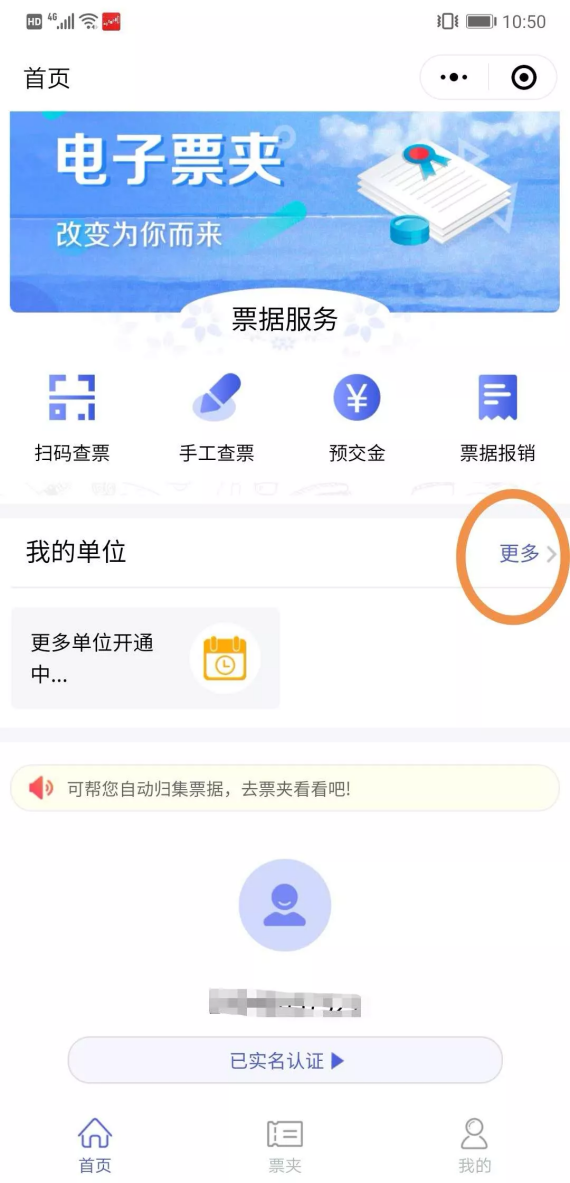 HD 4G 10:50
首页
电子票夹
改变为你而来
票据服务
扫码查票 手工查票 预交金 票据报销
我的单位 更多
更多单位开通
中...
可帮您自动归集票据，去票夹看看吧!
已实名认证
首页 票夹 我的